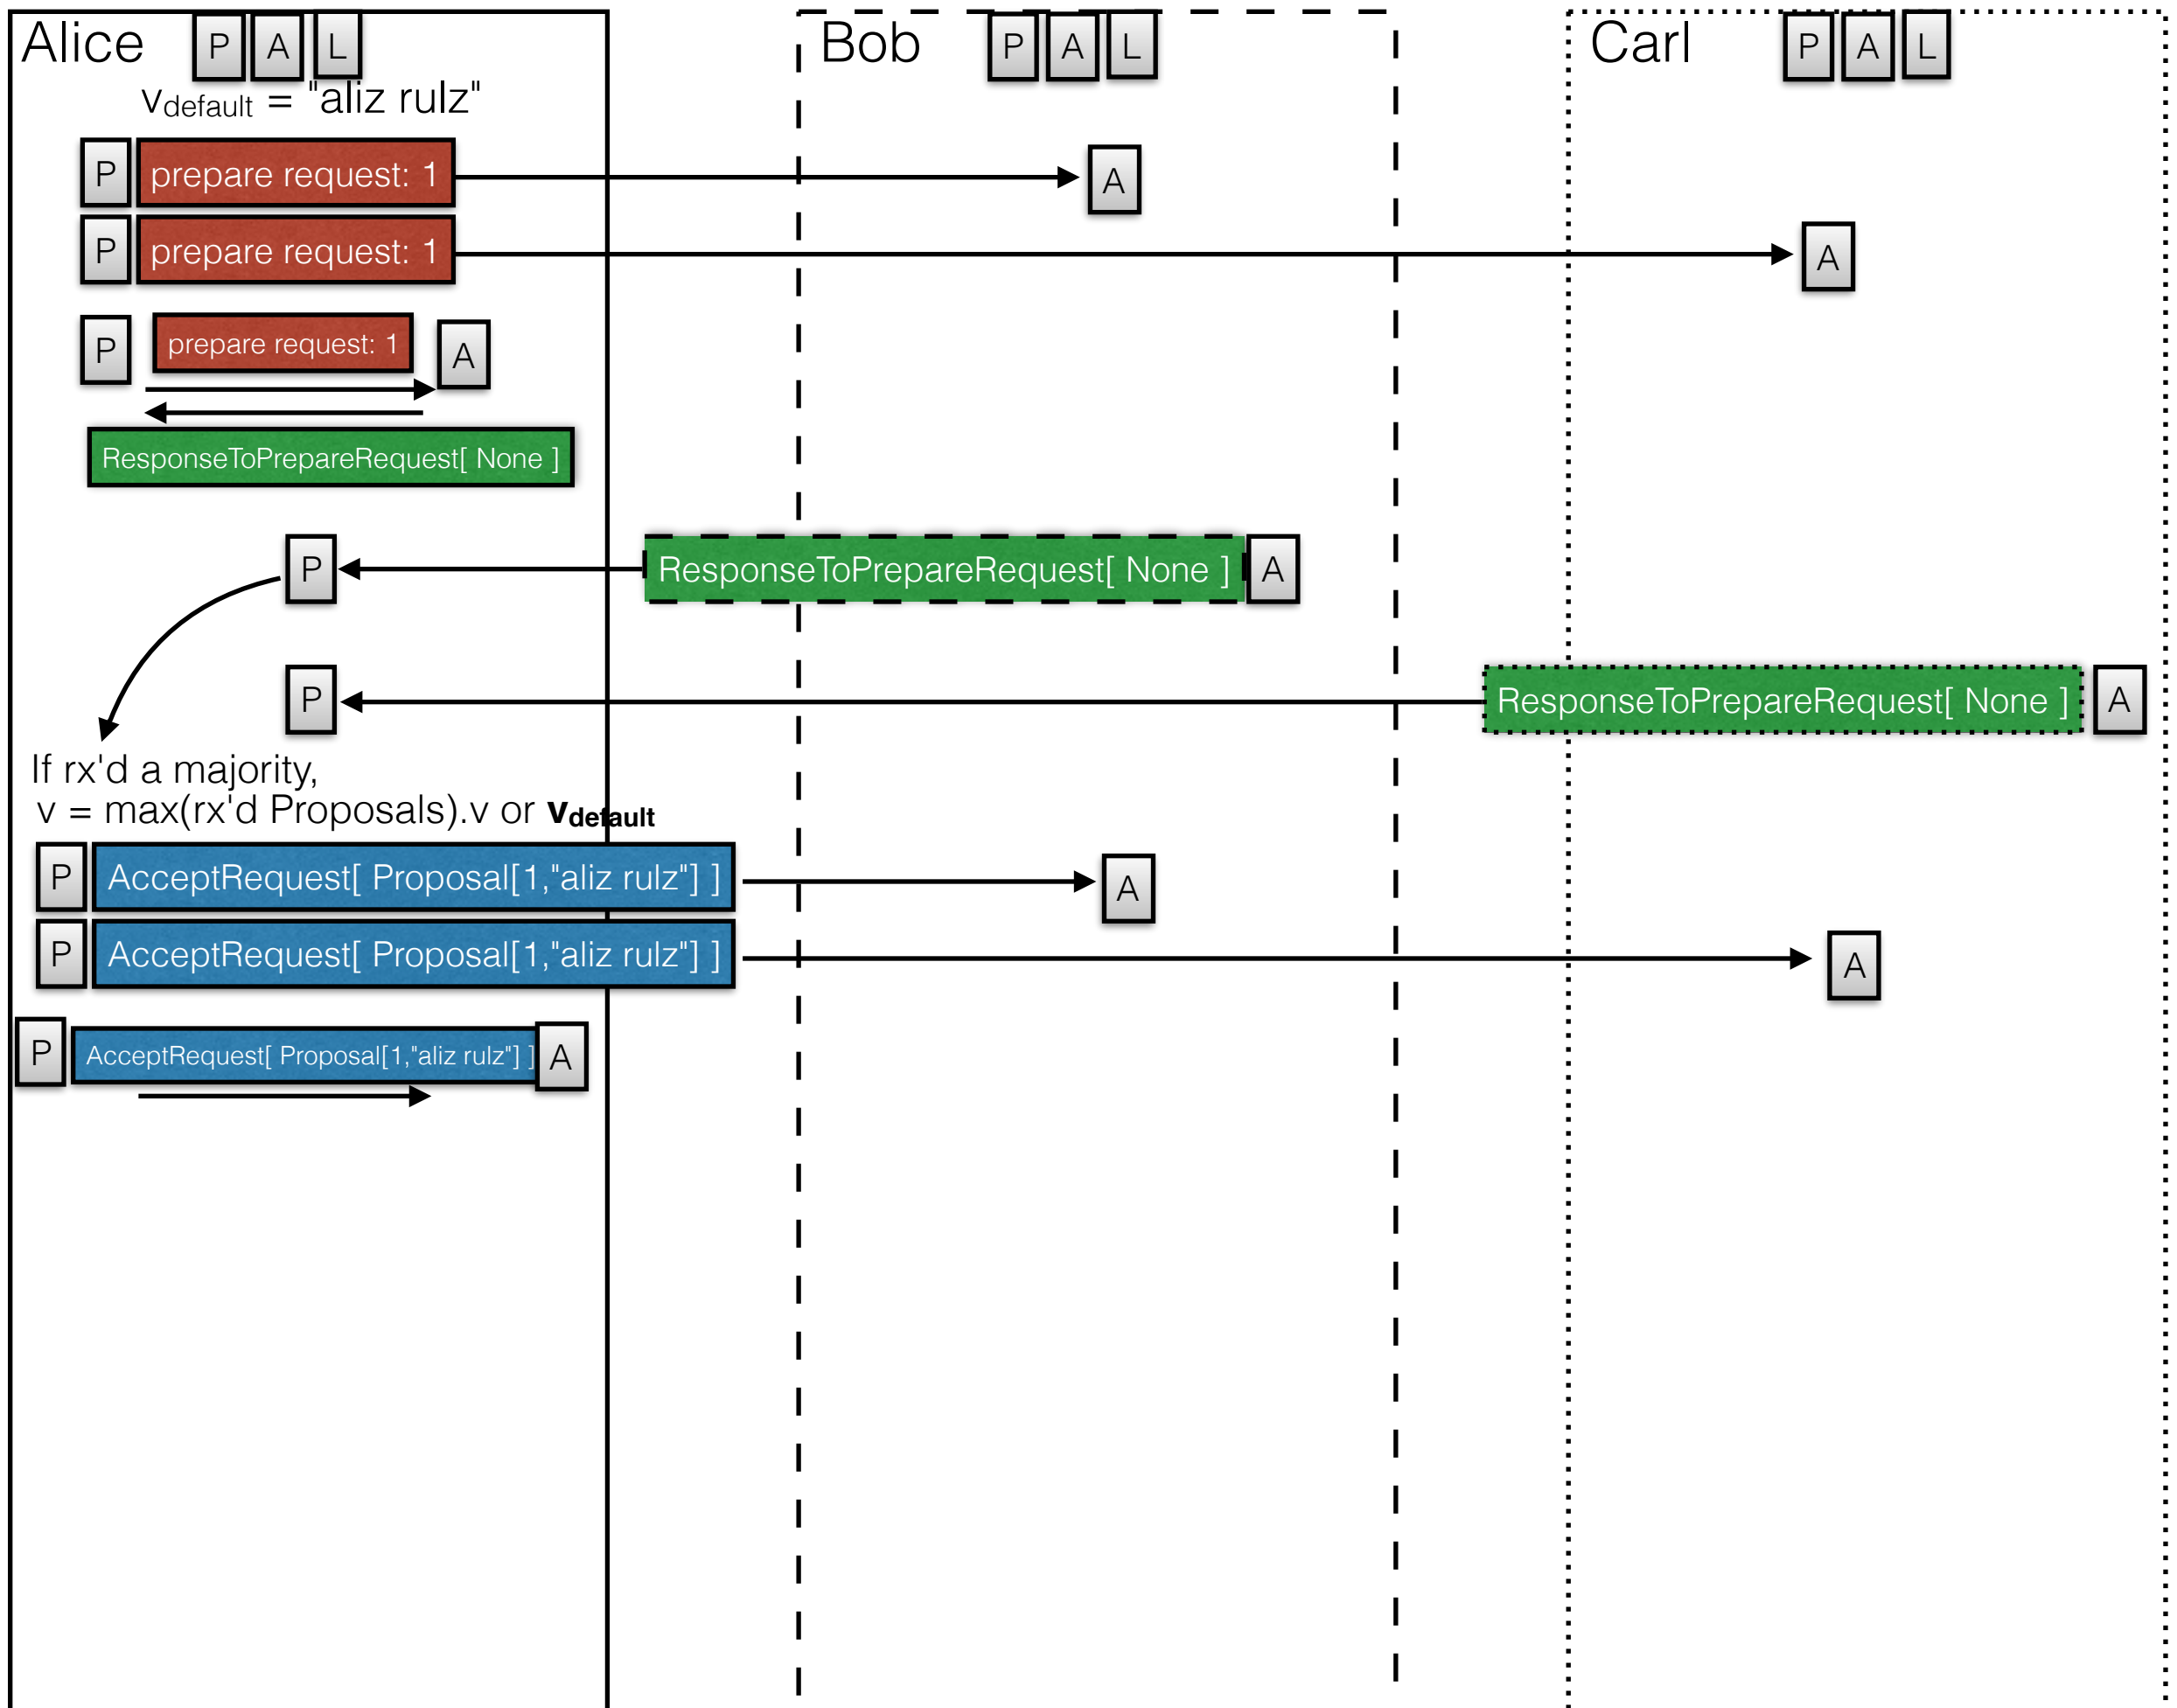 Alice P A L
Bob P A L
Carl P A L
vdefault = "aliz rulz"
P prepare request: 1 A
P prepare request: 1 A
P prepare request: 1 A
ResponseToPrepareRequest[ None ]
P ResponseToPrepareRequest[ None ] A
P ResponseToPrepareRequest[ None ] A
If rx'd a majority,
v = max(rx'd Proposals).v or vdefault
P AcceptRequest[ Proposal[1,"aliz rulz"] ] A
P AcceptRequest[ Proposal[1,"aliz rulz"] ] A
P AcceptRequest[ Proposal[1,"aliz rulz"] ] A